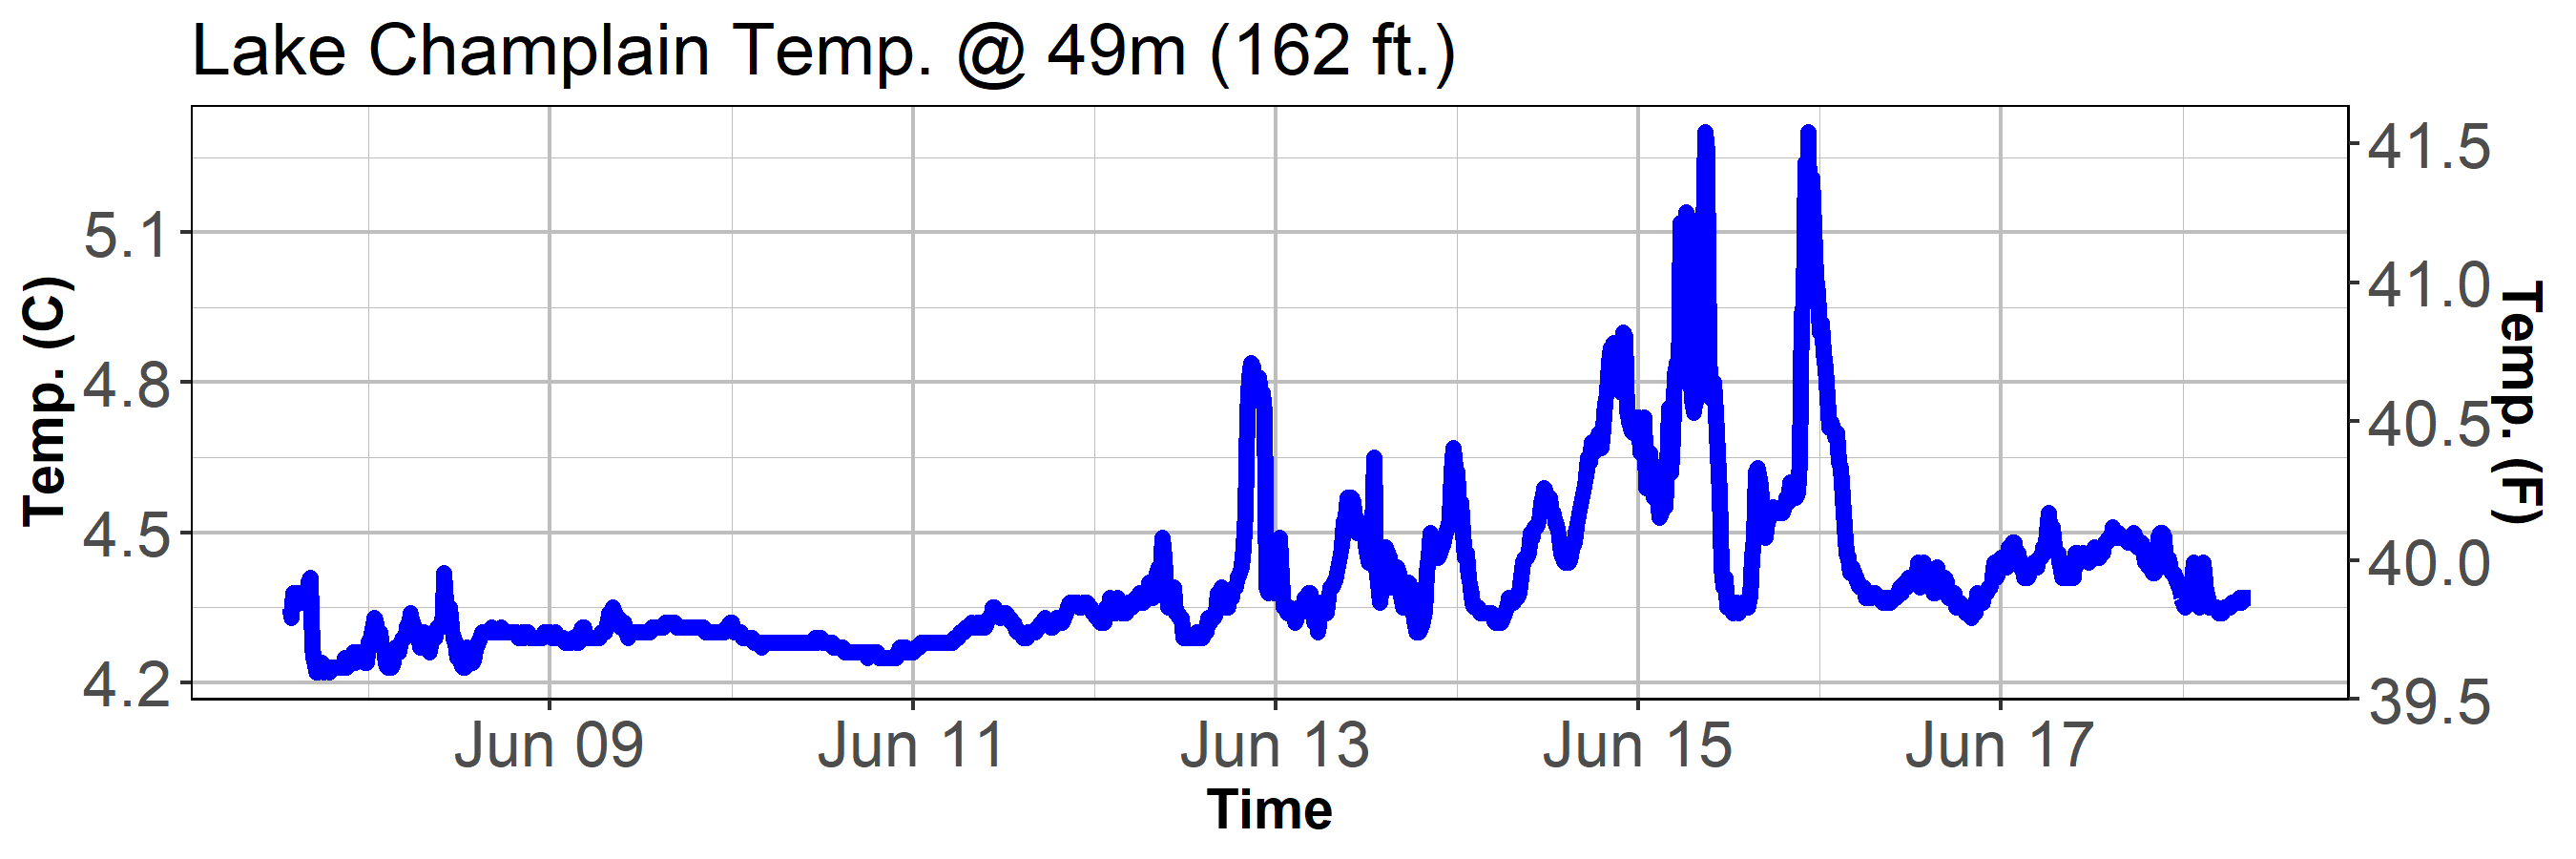 Lake Champlain Temp. @ 49m (162 ft.)
5.1
4.8
4.5
4.2
Temp. (C)
41.5
41.0
40.5
40.0
39.5
Temp. (F)
Jun 09 Jun 11 Jun 13 Jun 15 Jun 17
Time